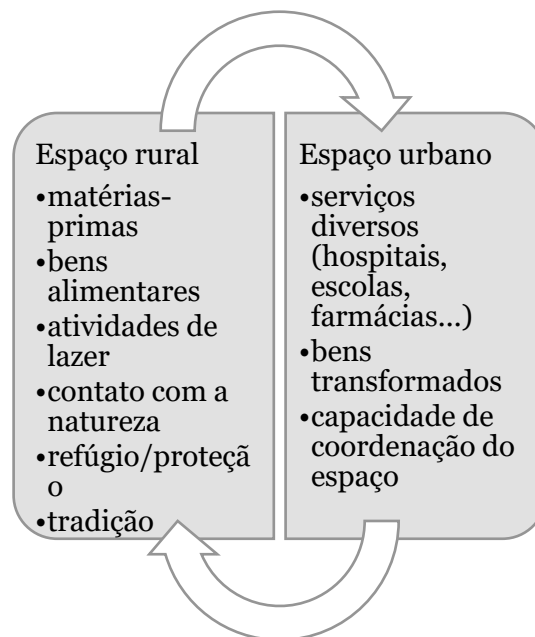 Espaço rural
•matérias-
primas
•bens
alimentares
•atividades de
lazer
•contato com a
natureza
•refúgio/proteçã
o
•tradição
Espaço urbano
•serviços
diversos
(hospitais,
escolas,
farmácias...)
•bens
transformados
•capacidade de
coordenação do
espaço